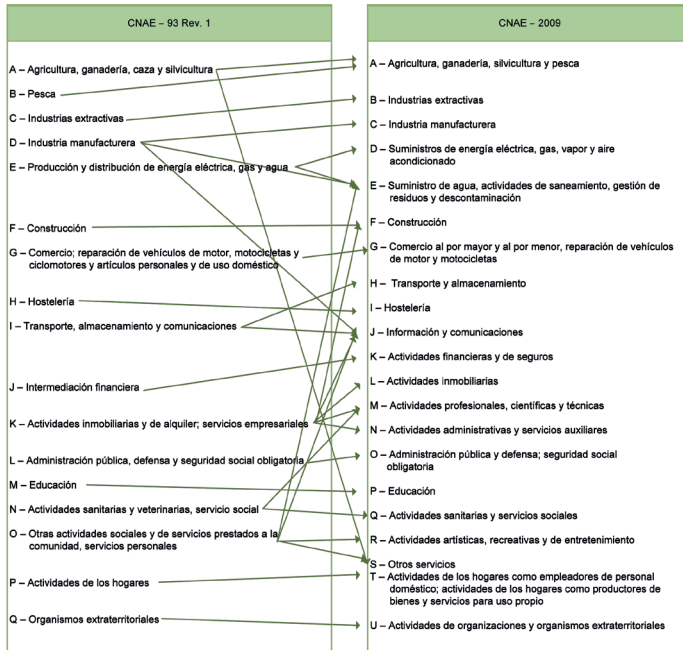 CNAE – 93 Rev. 1
A – Agricultura, ganadería, caza y silvicultura
B – Pesca
C – Industrias extractivas
D – Industria manufacturera
E – Producción y distribución de energía eléctrica, gas y agua
F – Construcción
G – Comercio; reparación de vehículos de motor, motocicletas y
ciclomotores y artículos personales y de uso doméstico
H – Hostelería
I – Transporte, almacenamiento y comunicaciones
J – Intermediación financiera
K – Actividades inmobiliarias y de alquiler; servicios empresariales
L – Administración pública, defensa y seguridad social obligatoria
M – Educación
N – Actividades sanitarias y veterinarias, servicio social
O – Otras actividades sociales y de servicios prestados a la
comunidad, servicios personales
P – Actividades de los hogares
Q – Organismos extraterritoriales
CNAE – 2009
A – Agricultura, ganadería, silvicultura y pesca
B – Industrias extractivas
C – Industria manufacturera
D – Suministros de energía eléctrica, gas, vapor y aire
acondicionado
E – Suministro de agua, actividades de saneamiento, gestión de
residuos y descontaminación
F – Construcción
G – Comercio al por mayor y al por menor, reparación de vehículos
de motor y motocicletas
H – Transporte y almacenamiento
I – Hostelería
J – Información y comunicaciones
K – Actividades financieras y de seguros
L – Actividades inmobiliarias
M – Actividades profesionales, científicas y técnicas
N – Actividades administrativas y servicios auxiliares
O – Administración pública y defensa; seguridad social
obligatoria
P – Educación
Q – Actividades sanitarias y servicios sociales
R – Actividades artísticas, recreativas y de entretenimiento
S – Otros servicios
T – Actividades de los hogares como empleadores de personal
doméstico; actividades de los hogares como productores de
bienes y servicios para uso propio
U – Actividades de organizaciones y organismos extraterritoriales